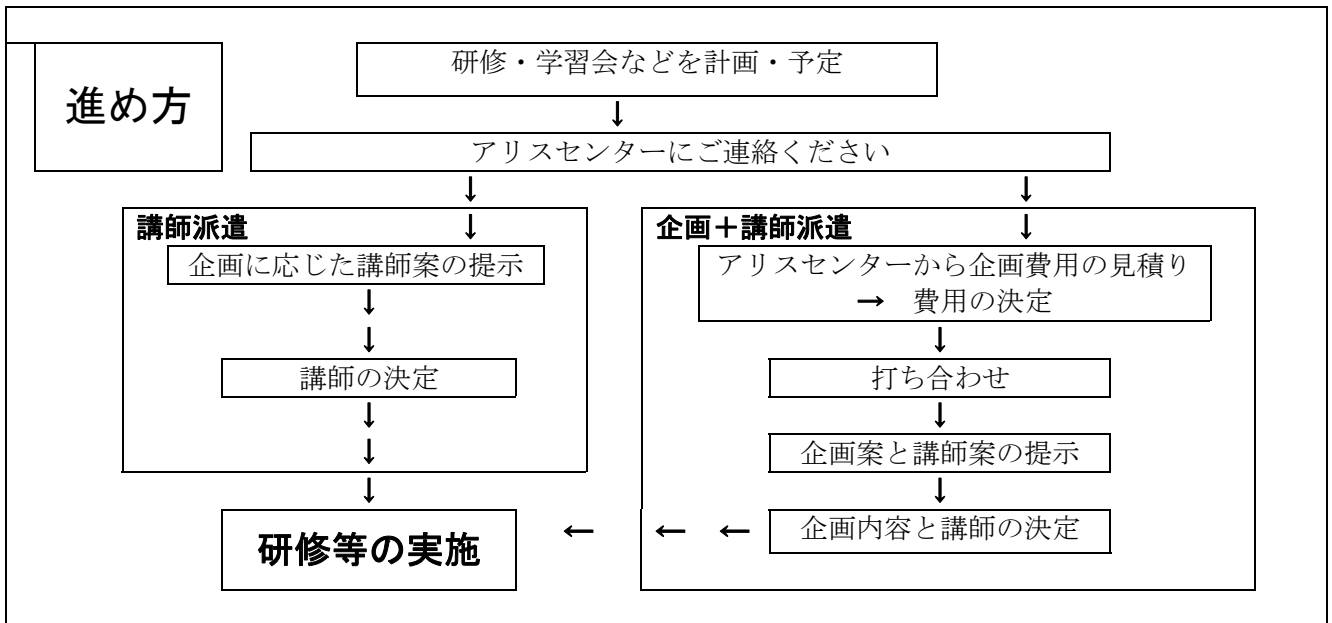 進め方
研修・学習会などを計画・予定
↓
アリスセンターにご連絡ください
↓ ↓
講師派遣 ↓
企画に応じた講師案の提示
↓
↓
講師の決定
↓
↓
↓
企画＋講師派遣 ↓
アリスセンターから企画費用の見積り
→ 費用の決定
↓
打ち合わせ
↓
企画案と講師案の提示
↓
企画内容と講師の決定
← ← ←
研修等の実施